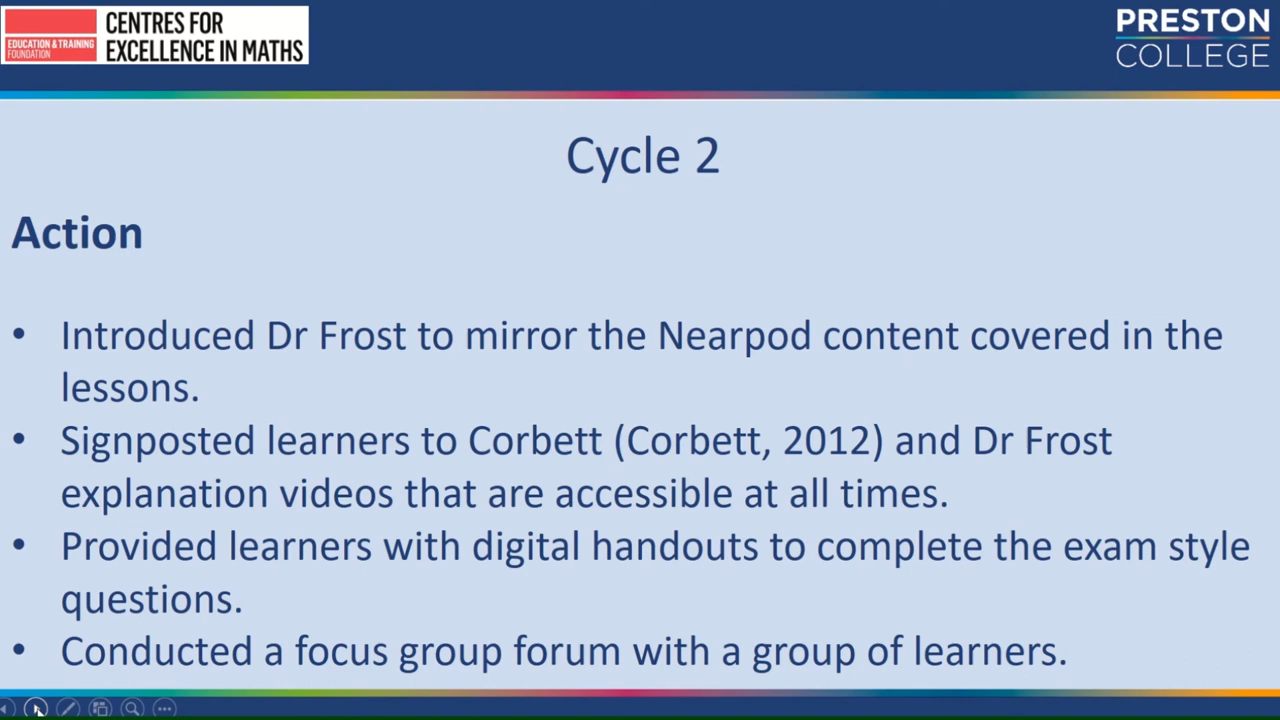 EDUCATION & TRAINING
FOUNDATION
CENTRES FOR
EXCELLENCE IN MATHS
PRESTON
COLLEGE
Cycle 2
Action
• Introduced Dr Frost to mirror the Nearpod content covered in the
lessons.
• Signposted learners to Corbett (Corbett, 2012) and Dr Frost
explanation videos that are accessible at all times.
• Provided learners with digital handouts to complete the exam style
questions.
• Conducted a focus group forum with a group of learners.